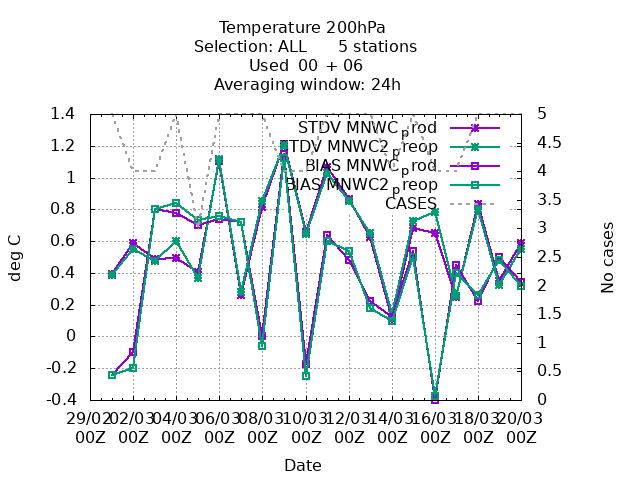 Temperature 200hPa
Selection: ALL 5 stations
Used 00 + 06
Averaging window: 24h
STDV MNWC_prod
STDV MNWC2_preop
BIAS MNWC_prod
BIAS MNWC2_preop
CASES
1.4
1.2
1
0.8
0.6
0.4
0.2
0
-0.2
-0.4
deg C
5
4.5
4
3.5
3
2.5
2
1.5
1
0.5
0
No cases
29/02 02/03 04/03 06/03 08/03 10/03 12/03 14/03 16/03 18/03 20/03
00Z 00Z 00Z 00Z 00Z 00Z 00Z 00Z 00Z 00Z 00Z
Date